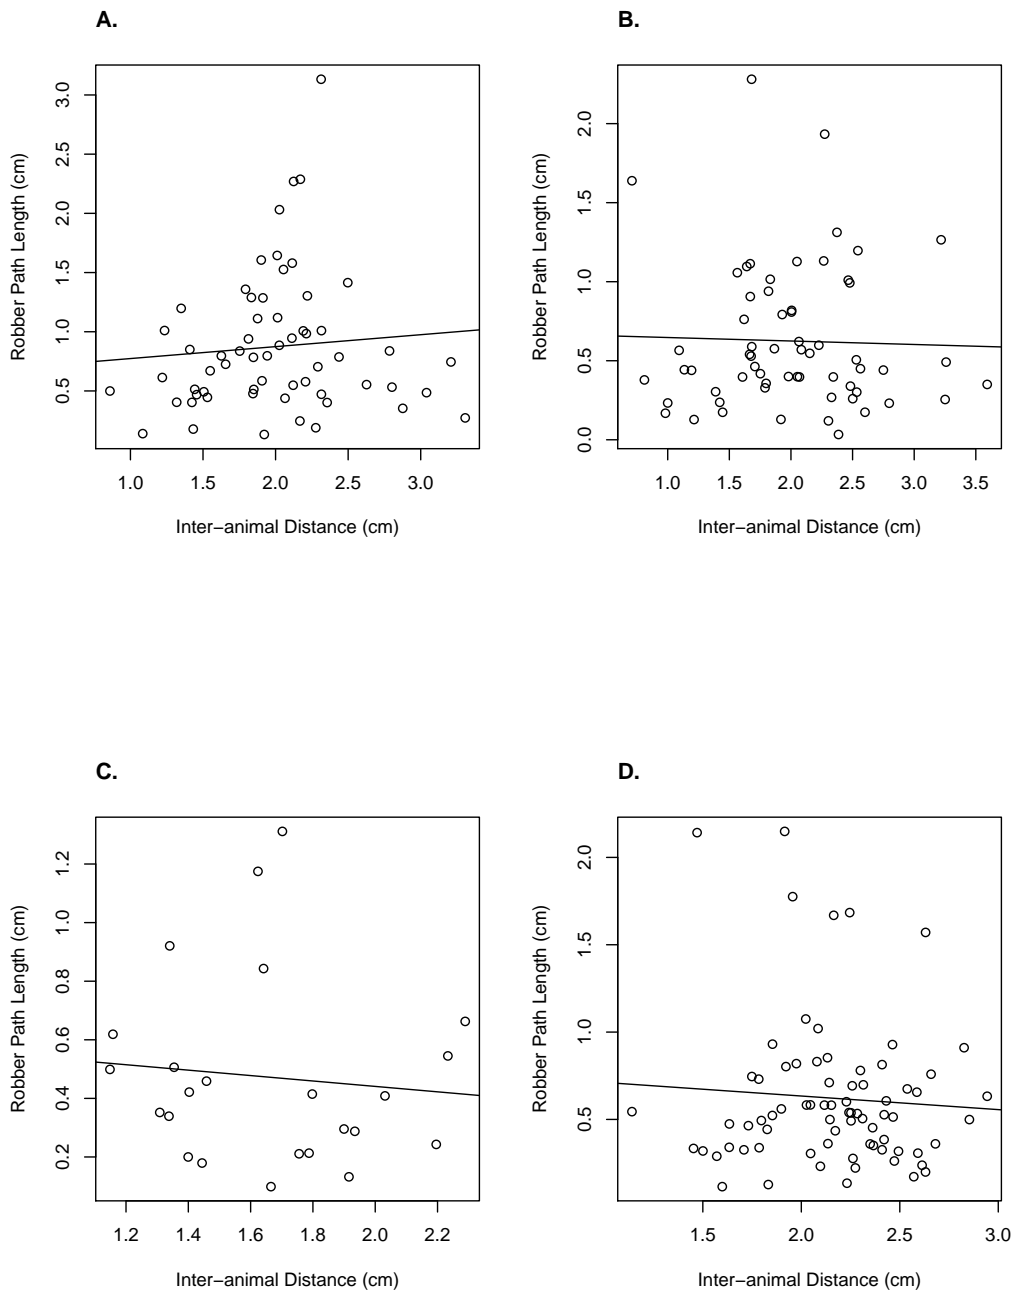 A.
Robber Path Length (cm)
3.0
2.5
2.0
1.5
1.0
0.5
1.0 1.5 2.0 2.5 3.0
Inter−animal Distance (cm)
B.
Robber Path Length (cm)
2.0
1.5
1.0
0.5
0.0
1.0 1.5 2.0 2.5 3.0 3.5
Inter−animal Distance (cm)
C.
Robber Path Length (cm)
1.2
1.0
0.8
0.6
0.4
0.2
1.2 1.4 1.6 1.8 2.0 2.2
Inter−animal Distance (cm)
D.
Robber Path Length (cm)
2.0
1.5
1.0
0.5
1.5 2.0 2.5 3.0
Inter−animal Distance (cm)